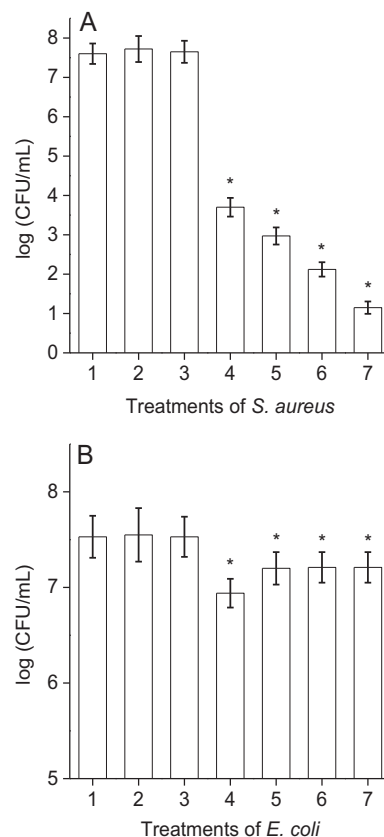 A
log (CFU/mL)
8
7
6
5
4
3
2
1
0
* * * *
1 2 3 4 5 6 7
Treatments of S. aureus
B
log (CFU/mL)
8
7
6
5
* * * *
1 2 3 4 5 6 7
Treatments of E. coli